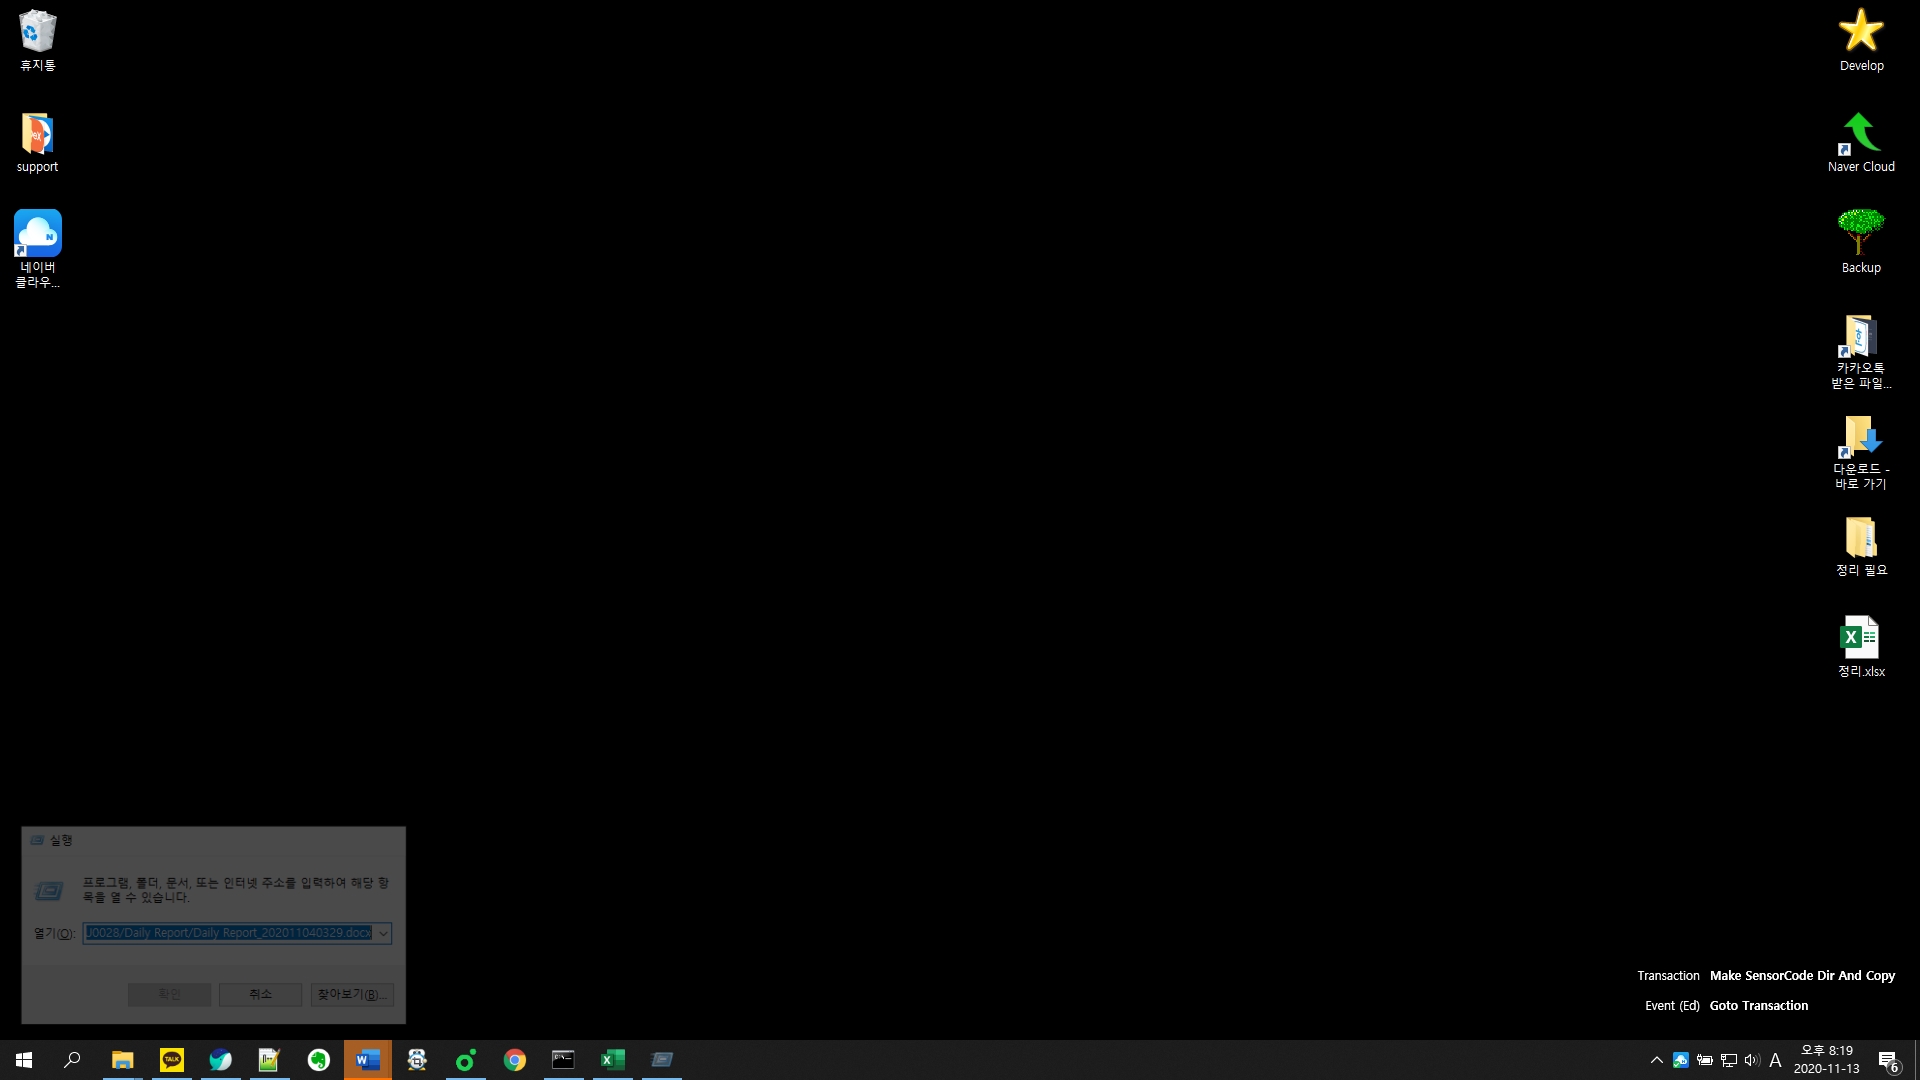 휴지통
support
네이버
클라우...
Develop
Naver Cloud
Backup
카카오톡
받은 파일...
다운로드 -
바로 가기
정리 필요
정리.xlsx
실행
프로그램, 폴더, 문서, 또는 인터넷 주소를 입력하여 해당 항
목을 열 수 있습니다.
열기(O): J0028/Daily Report/Daily Report_202011040329.docx
확인 취소 찾아보기(B)...
Transaction Make SensorCode Dir And Copy
Event (Ed) Goto Transaction
TALK
A
오후 8:19
2020-11-13
6